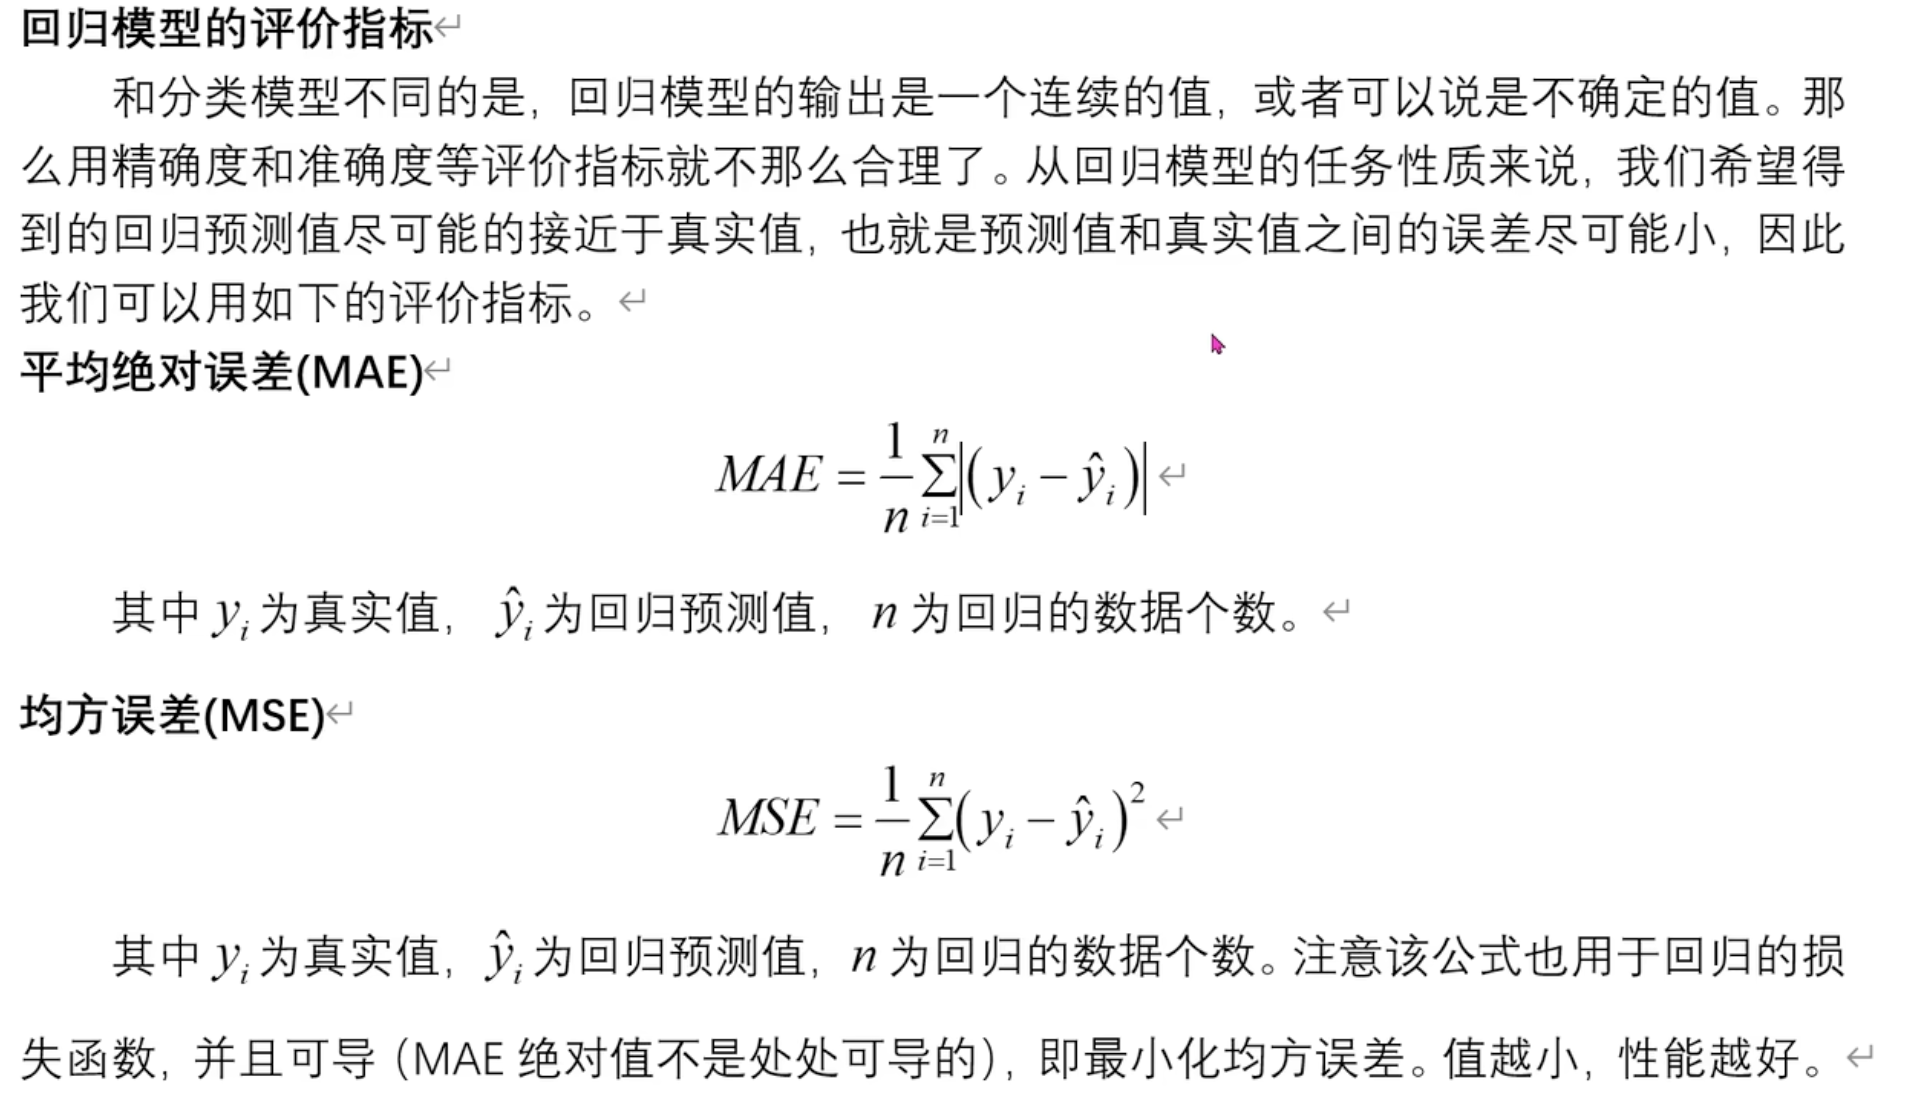 回归模型的评价指标↵
和分类模型不同的是，回归模型的输出是一个连续的值，或者可以说是不确定的值。那
么用精确度和准确度等评价指标就不那么合理了。从回归模型的任务性质来说，我们希望得
到的回归预测值尽可能的接近于真实值，也就是预测值和真实值之间的误差尽可能小，因此
我们可以用如下的评价指标。↵
平均绝对误差(MAE)↵
$MAE = \frac{1}{n}\sum_{i=1}^{n}\left|\left(y_i - \hat{y}_i\right)\right|$↵
其中 $y_i$ 为真实值， $\hat{y}_i$ 为回归预测值， $n$ 为回归的数据个数。↵
均方误差(MSE)↵
$MSE = \frac{1}{n}\sum_{i=1}^{n}\left(y_i - \hat{y}_i\right)^2$↵
其中 $y_i$ 为真实值， $\hat{y}_i$ 为回归预测值，$n$ 为回归的数据个数。注意该公式也用于回归的损
失函数，并且可导（MAE 绝对值不是处处可导的），即最小化均方误差。值越小，性能越好。↵